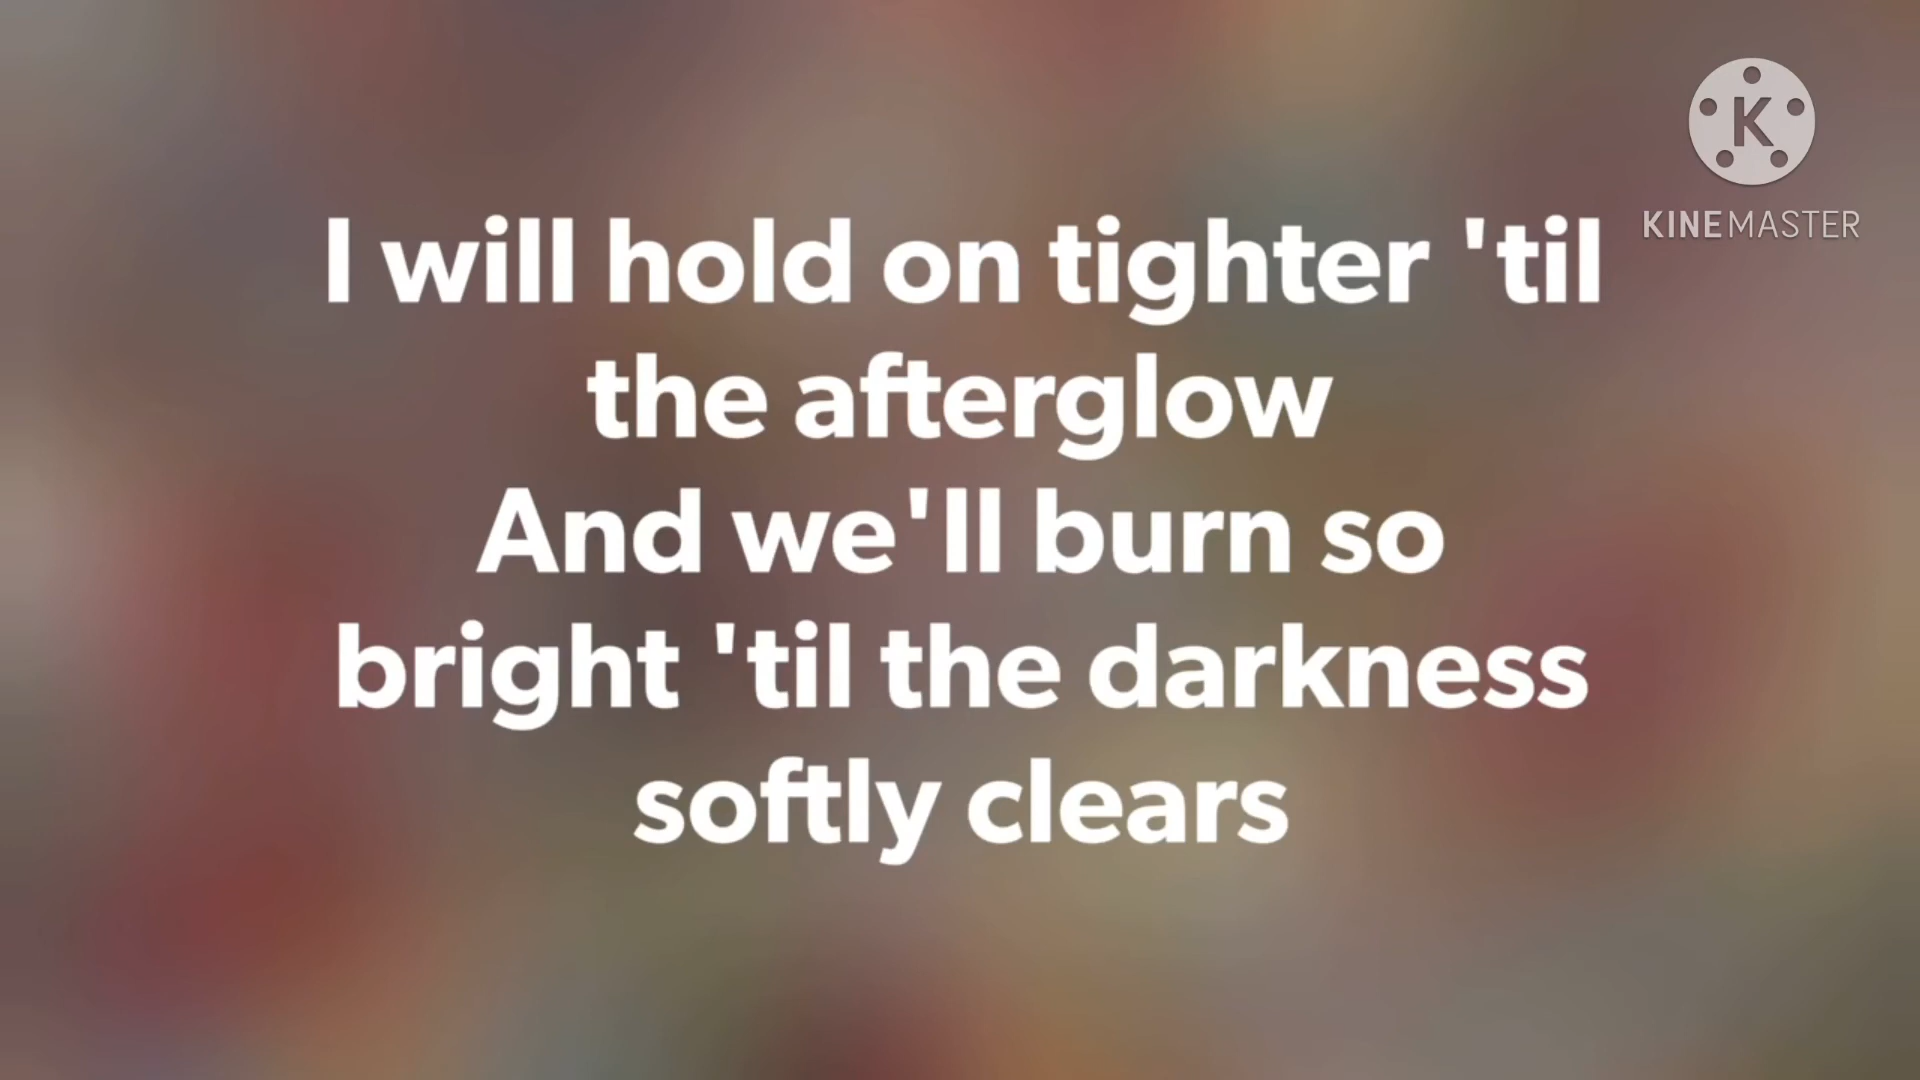 I will hold on tighter 'til
the afterglow
And we'll burn so
bright 'til the darkness
softly clears
K
KINEMASTER